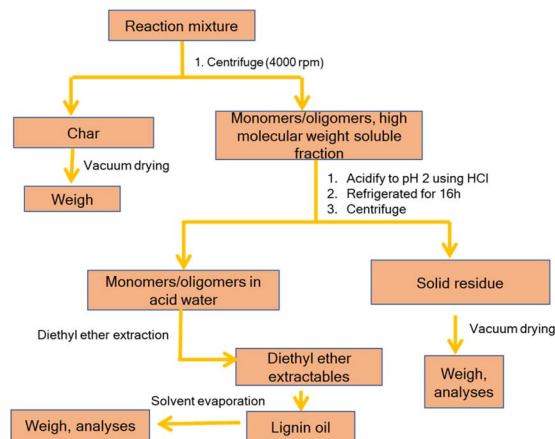 Reaction mixture
1. Centrifuge (4000 rpm)
Char
Monomers/oligomers, high
molecular weight soluble
fraction
Vacuum drying
Weigh
1. Acidify to pH 2 using HCl
2. Refrigerated for 16h
3. Centrifuge
Monomers/oligomers in
acid water
Solid residue
Diethyl ether extraction
Vacuum drying
Diethyl ether
extractables
Weigh,
analyses
Solvent evaporation
Weigh, analyses
Lignin oil